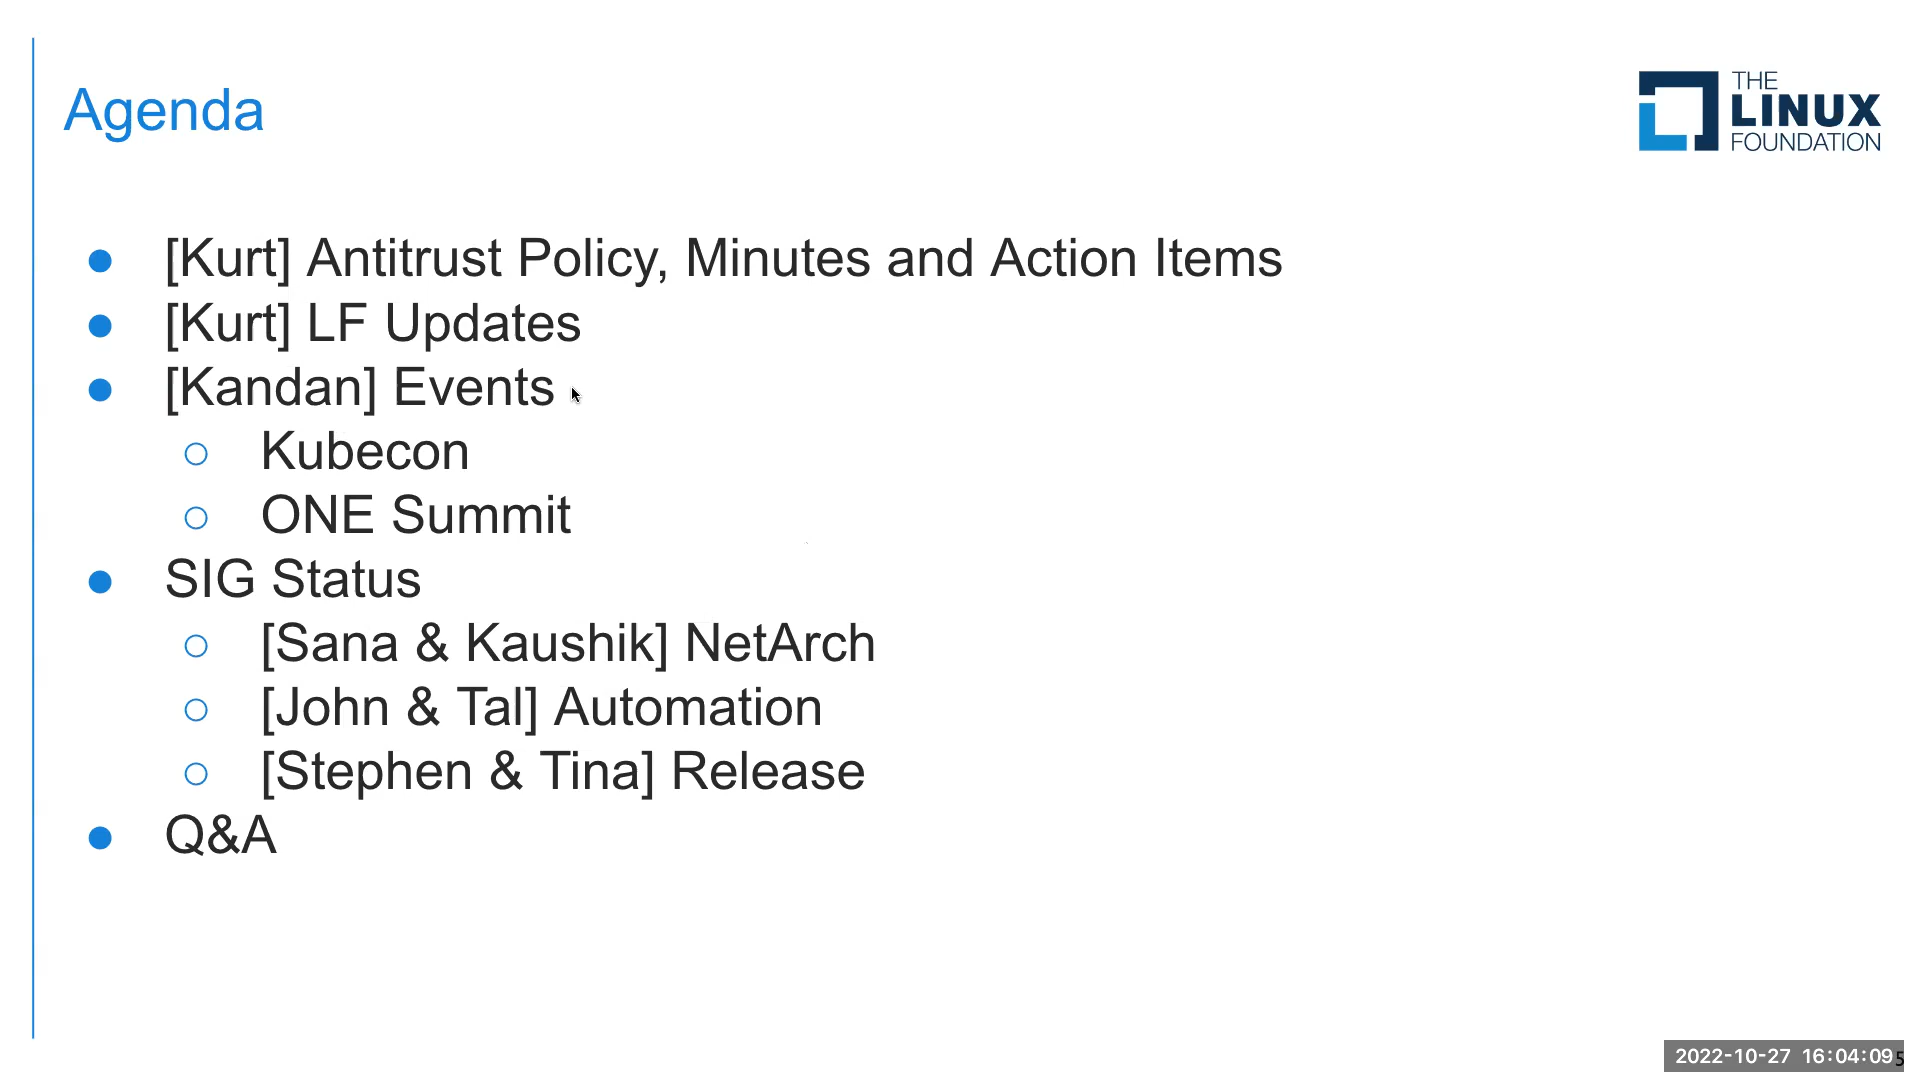 Agenda
THE
LINUX
FOUNDATION
[Kurt] Antitrust Policy, Minutes and Action Items
[Kurt] LF Updates
[Kandan] Events
Kubecon
ONE Summit
SIG Status
[Sana & Kaushik] NetArch
[John & Tal] Automation
[Stephen & Tina] Release
Q&A
2022-10-27 16:04:09
5